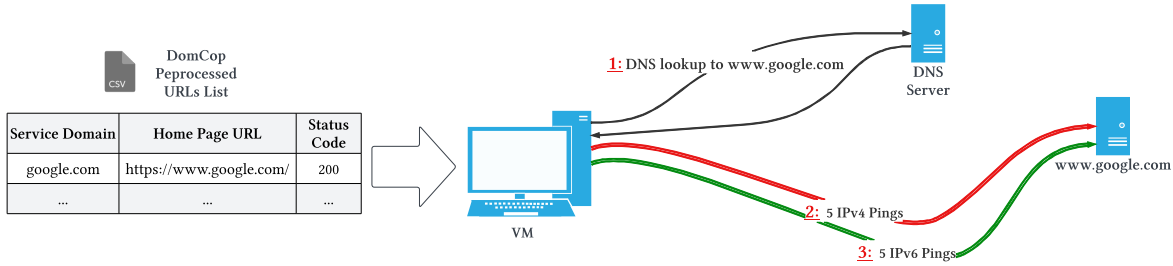 DomCop
Peprocessed
URLs List
CSV
Service Domain Home Page URL Status Code
google.com https://www.google.com/ 200
... ... ...
VM
1: DNS lookup to www.google.com
DNS
Server
www.google.com
2: 5 IPv4 Pings
3: 5 IPv6 Pings